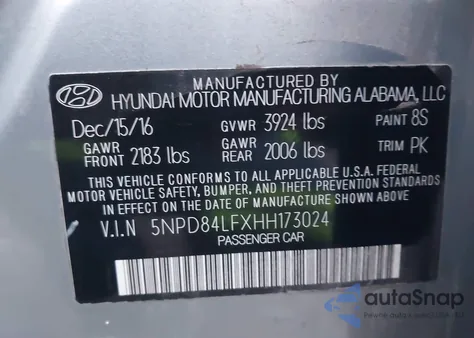 MANUFACTURED BY
HYUNDAI MOTOR MANUFACTURING ALABAMA, LLC
Dec/15/16 GVWR 3924 lbs PAINT 8S
GAWR FRONT 2183 lbs GAWR REAR 2006 lbs TRIM PK
THIS VEHICLE CONFORMS TO ALL APPLICABLE U.S.A. FEDERAL
MOTOR VEHICLE SAFETY, BUMPER, AND THEFT PREVENTION STANDARDS
IN EFFECT ON THE DATE OF MANUFACTURE SHOWN ABOVE.
V.I.N 5NPD84LFXHH173024
PASSENGER CAR
autoSnap